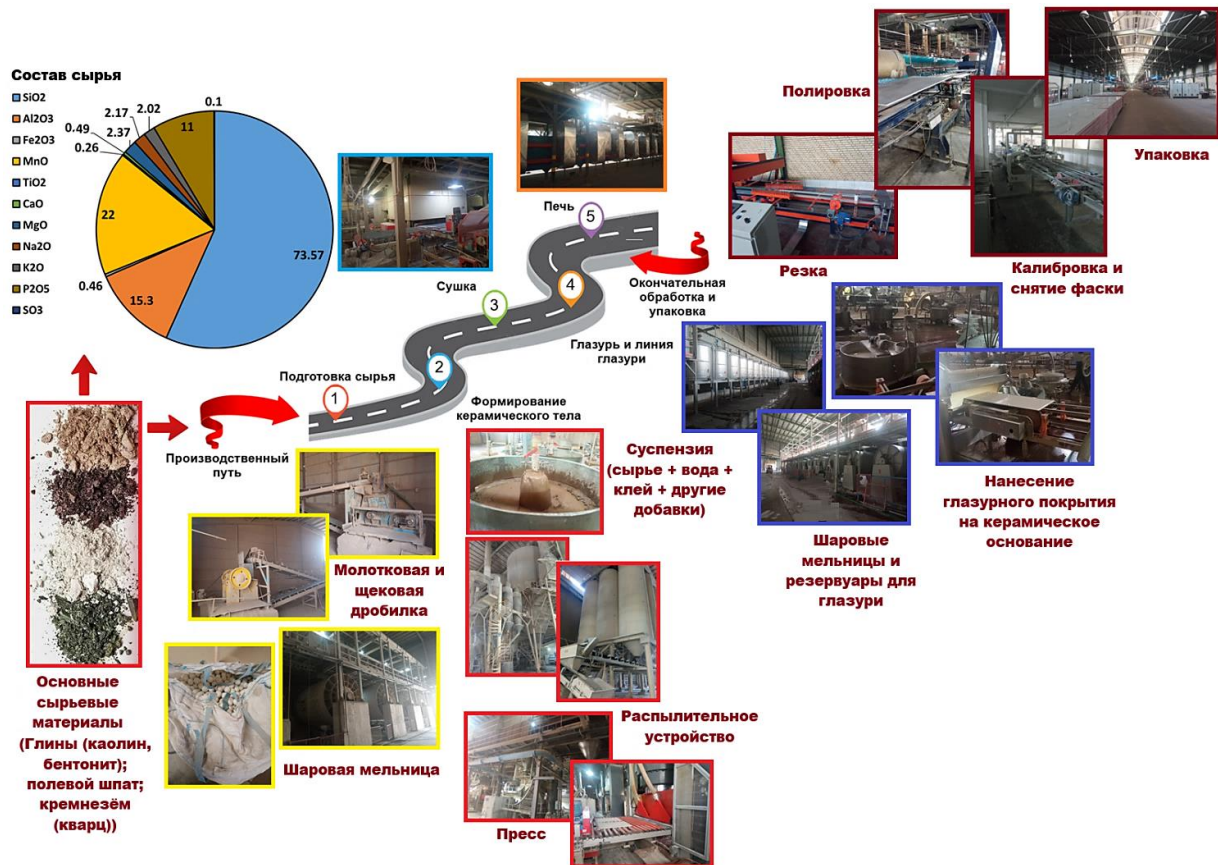 Состав сырья
SiO2
Al2O3
Fe2O3
MnO
TiO2
CaO
MgO
Na2O
K2O
P2O5
SO3
0.1
2.02
2.17
11
2.37
0.49
0.26
22
73.57
0.46
15.3
Полировка
Упаковка
Резка
Калибровка и
снятие фаски
Печь
5
Окончательная
обработка и
упаковка
4
Сушка
3
Глазурь и линия
глазури
2
Подготовка сырья
1
Формирование
керамического тела
Производственный
путь
Суспензия
(сырье + вода +
клей + другие
добавки)
Нанесение
глазурного покрытия
на керамическое
основание
Шаровые
мельницы и
резервуары для
глазури
Молотковая и
щековая
дробилка
Основные
сырьевые
материалы
(Глины (каолин,
бентонит);
полевой шпат;
кремнезём
(кварц))
Шаровая мельница
Распылительное
устройство
Пресс